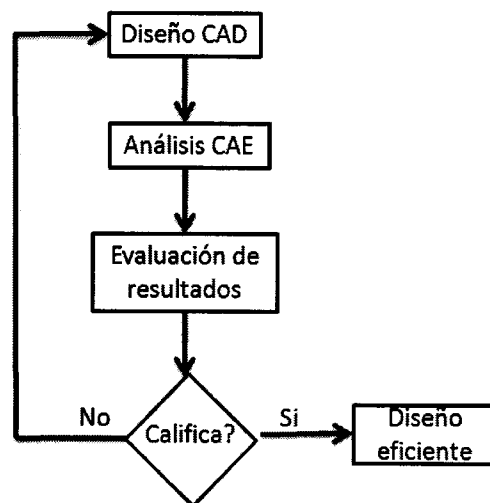 Diseño CAD
Análisis CAE
Evaluación de
resultados
No
Califica?
Si
Diseño
eficiente